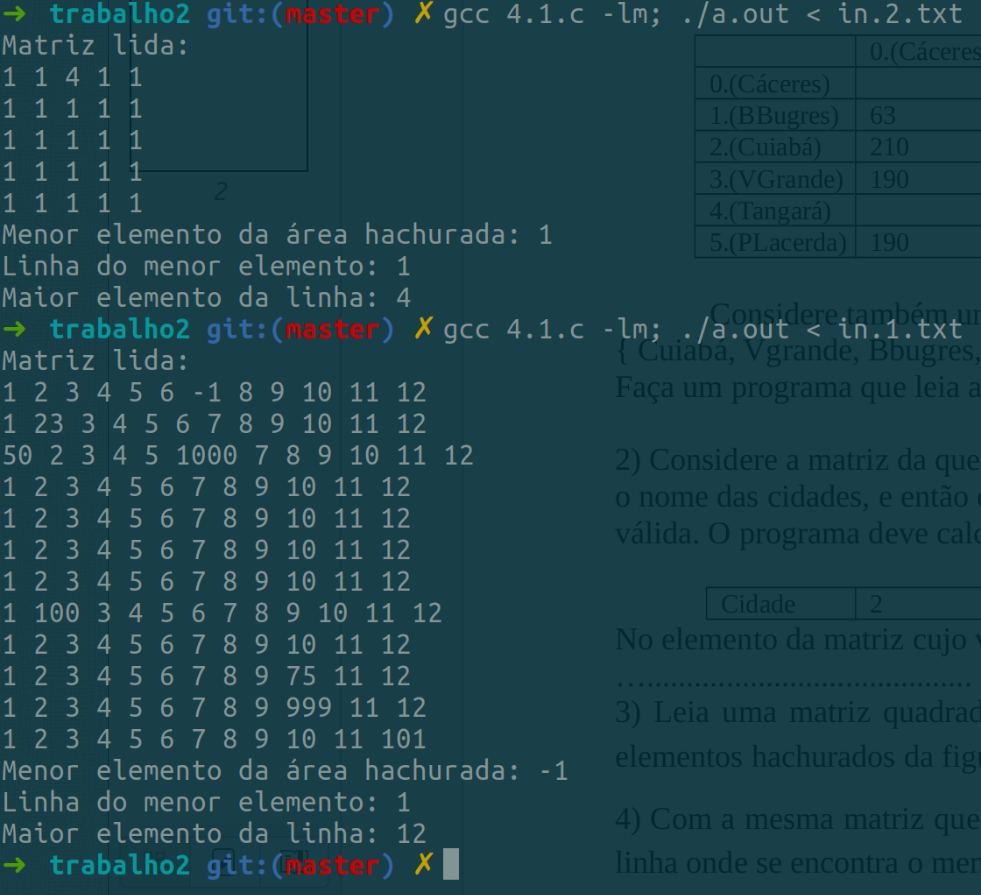 ➜ trabalho2 git:(master) ✗ gcc 4.1.c -lm; ./a.out < in.2.txt
Matriz lida:
1 1 4 1 1
1 1 1 1 1
1 1 1 1 1
1 1 1 1 1
1 1 1 1 1
Menor elemento da área hachurada: 1
Linha do menor elemento: 1
Maior elemento da linha: 4
➜ trabalho2 git:(master) ✗ gcc 4.1.c -lm; ./a.out < in.1.txt
Matriz lida:
1 2 3 4 5 6 -1 8 9 10 11 12
1 23 3 4 5 6 7 8 9 10 11 12
50 2 3 4 5 1000 7 8 9 10 11 12
1 2 3 4 5 6 7 8 9 10 11 12
1 2 3 4 5 6 7 8 9 10 11 12
1 2 3 4 5 6 7 8 9 10 11 12
1 2 3 4 5 6 7 8 9 10 11 12
1 100 3 4 5 6 7 8 9 10 11 12
1 2 3 4 5 6 7 8 9 10 11 12
1 2 3 4 5 6 7 8 9 75 11 12
1 2 3 4 5 6 7 8 9 999 11 12
1 2 3 4 5 6 7 8 9 10 11 101
Menor elemento da área hachurada: -1
Linha do menor elemento: 1
Maior elemento da linha: 12
➜ trabalho2 git:(master) ✗
2
0.(Cáceres
0.(Cáceres)
1.(BBugres) 63
2.(Cuiabá) 210
3.(VGrande) 190
4.(Tangará)
5.(PLacerda) 190
Considere também
{ Cuiabá, Vgrande, Bbugres,
Faça um programa que leia a
2) Considere a matriz da que
o nome das cidades, e então
válida. O programa deve calc
Cidade 2
No elemento da matriz cujo v
3) Leia uma matriz quadrad
elementos hachurados da figu
4) Com a mesma matriz que
linha onde se encontra o men